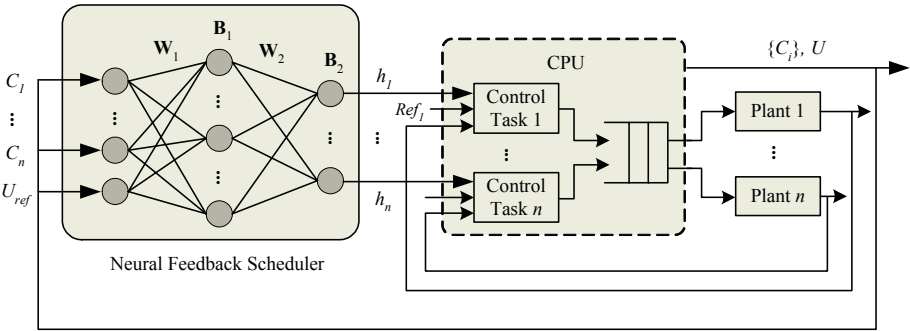 W₁
B₁
W₂
B₂
C₁
⋮
Cₙ
U_ref
⋮
⋮
⋮
⋮
h₁
⋮
hₙ
Neural Feedback Scheduler
CPU
Ref₁
Control
Task 1
⋮
Control
Task n
{Cᵢ}, U
Plant 1
⋮
Plant n